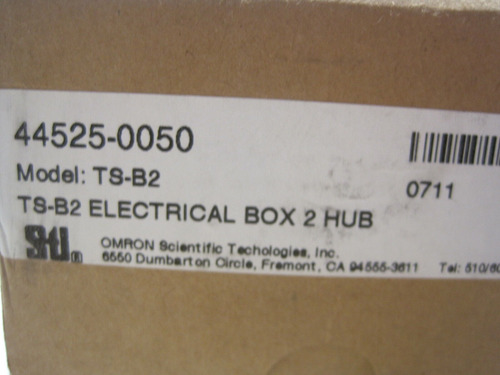 44525-0050
Model: TS-B2
0711
TS-B2 ELECTRICAL BOX 2 HUB
STI®
OMRON Scientific Techologies, Inc.
6550 Dumbarton Circle, Fremont, CA 94555-3611 Tel: 510/60